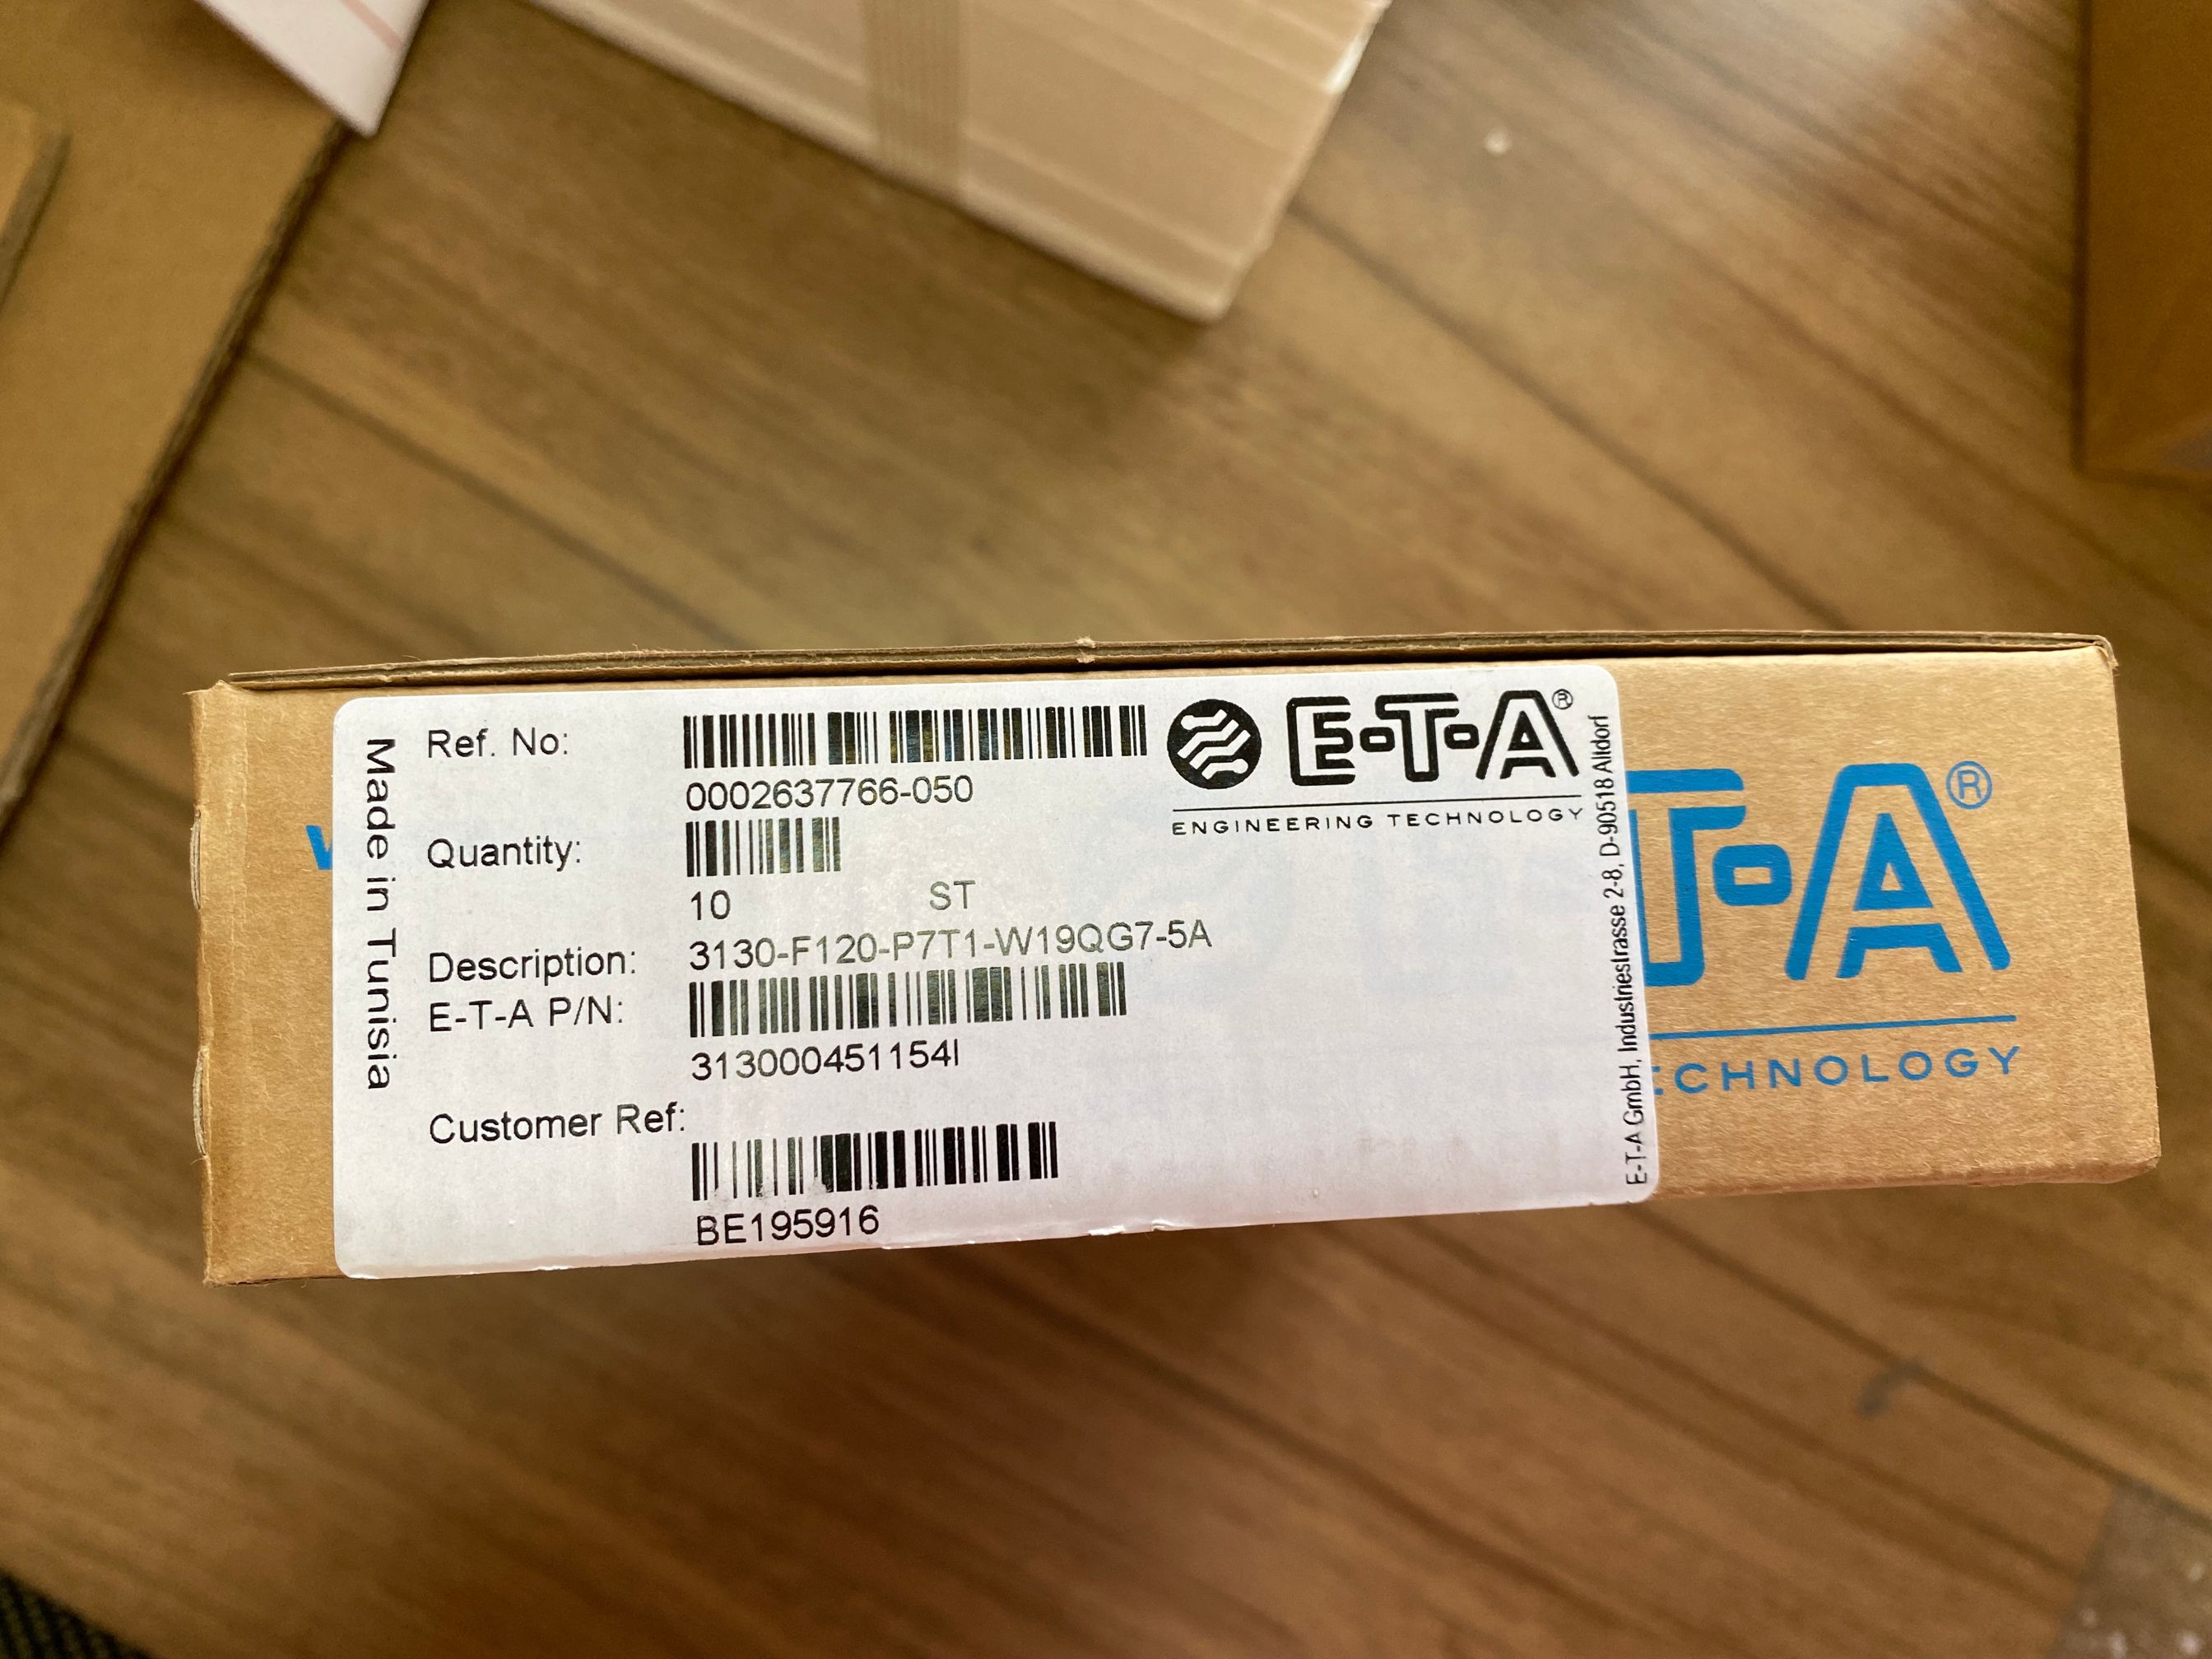 Made in Tunisia
Ref. No:
0002637766-050
Quantity:
10 ST
Description: 3130-F120-P7T1-W19QG7-5A
E-T-A P/N:
313000451154I
Customer Ref:
BE195916
E-T-A®
ENGINEERING TECHNOLOGY
E-T-A GmbH, Industriestrasse 2-8, D-90518 Altdorf
T-A®
ECHNOLOGY